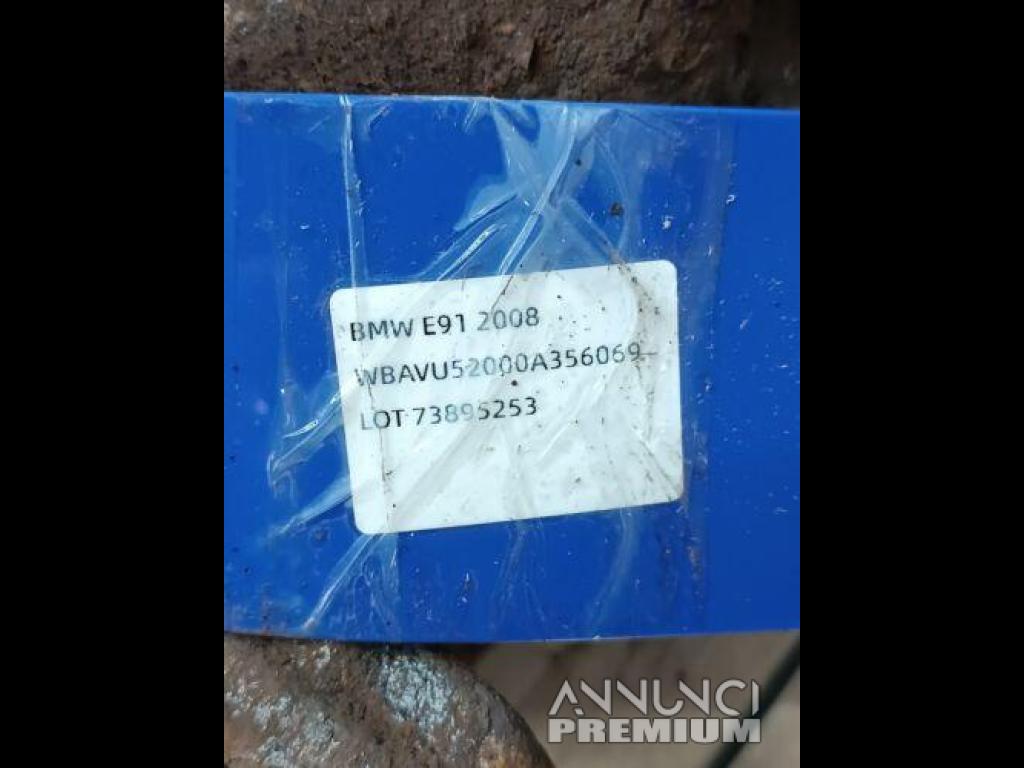 BMW E91 2008
WBAVU52000A356069
LOT 73895253
ANNUNCI
PREMIUM